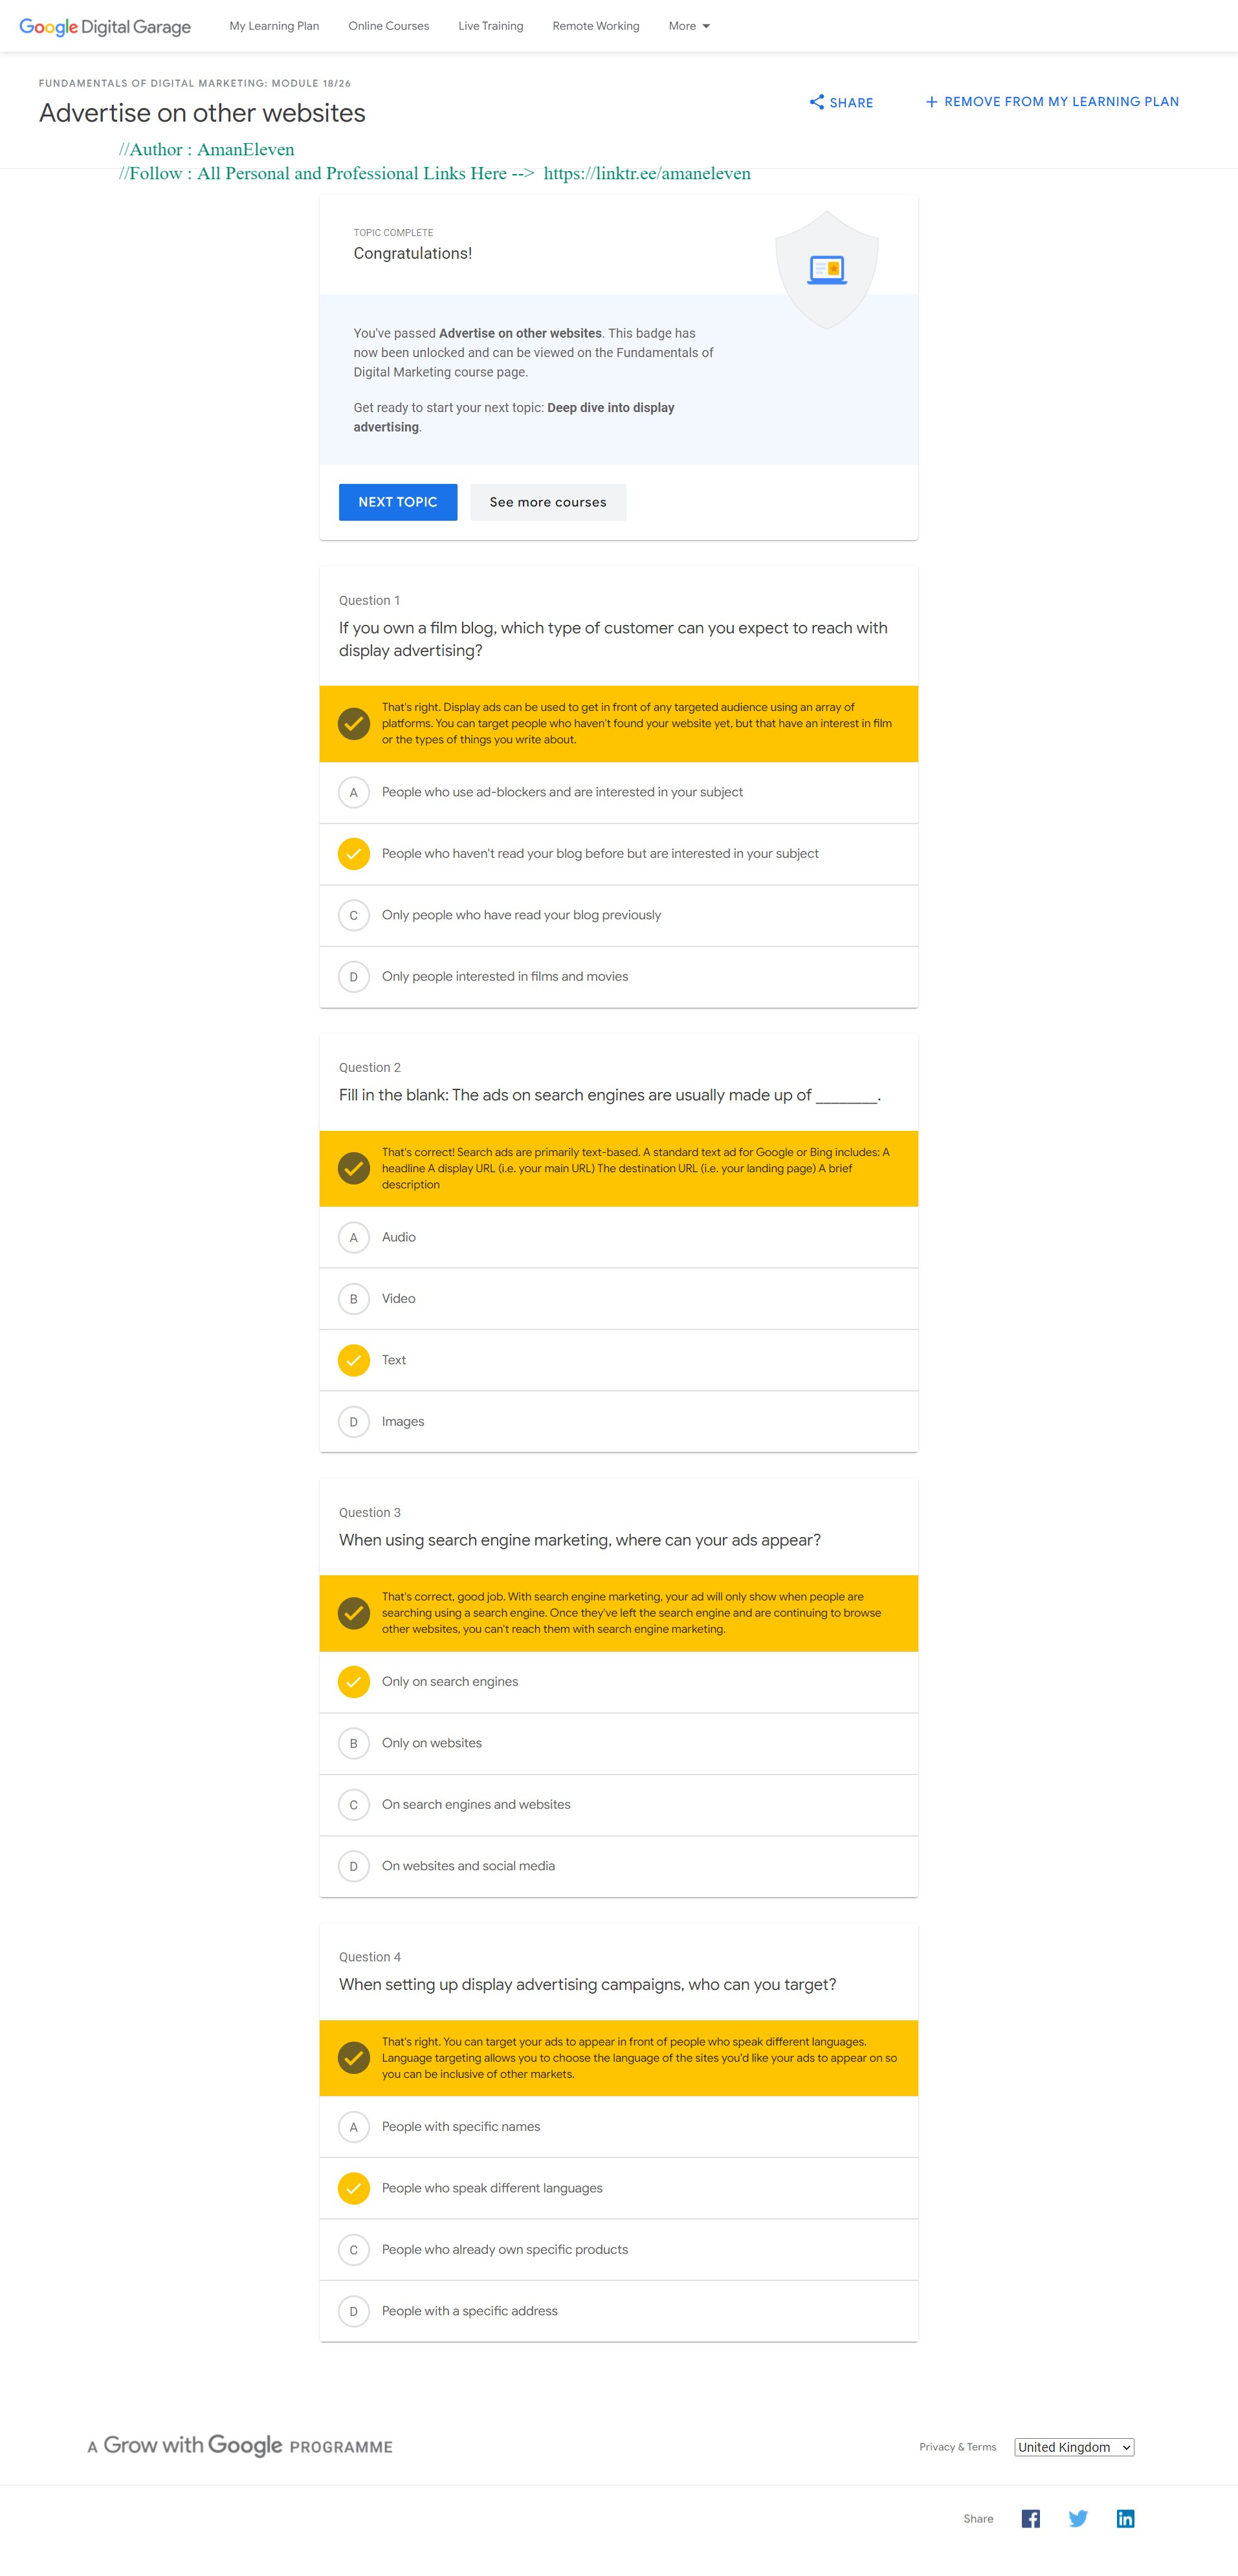 Google Digital Garage My Learning Plan Online Courses Live Training Remote Working More
FUNDAMENTALS OF DIGITAL MARKETING: MODULE 18/26
Advertise on other websites
SHARE
REMOVE FROM MY LEARNING PLAN
//Author : AmanEleven
//Follow : All Personal and Professional Links Here --> https://linktr.ee/amaneleven
TOPIC COMPLETE
Congratulations!
You've passed Advertise on other websites. This badge has
now been unlocked and can be viewed on the Fundamentals of
Digital Marketing course page.
Get ready to start your next topic: Deep dive into display
advertising.
NEXT TOPIC
See more courses
Question 1
If you own a film blog, which type of customer can you expect to reach with
display advertising?
That's right. Display ads can be used to get in front of any targeted audience using an array of
platforms. You can target people who haven't found your website yet, but that have an interest in film
or the types of things you write about.
A People who use ad-blockers and are interested in your subject
People who haven't read your blog before but are interested in your subject
C Only people who have read your blog previously
D Only people interested in films and movies
Question 2
Fill in the blank: The ads on search engines are usually made up of ________.
That's correct! Search ads are primarily text-based. A standard text ad for Google or Bing includes: A
headline A display URL (i.e. your main URL) The destination URL (i.e. your landing page) A brief
description
A Audio
B Video
Text
D Images
Question 3
When using search engine marketing, where can your ads appear?
That's correct, good job. With search engine marketing, your ad will only show when people are
searching using a search engine. Once they've left the search engine and are continuing to browse
other websites, you can't reach them with search engine marketing.
Only on search engines
B Only on websites
C On search engines and websites
D On websites and social media
Question 4
When setting up display advertising campaigns, who can you target?
That's right. You can target your ads to appear in front of people who speak different languages.
Language targeting allows you to choose the language of the sites you'd like your ads to appear on so
you can be inclusive of other markets.
A People with specific names
People who speak different languages
C People who already own specific products
D People with a specific address
A Grow with Google PROGRAMME
Privacy & Terms
United Kingdom
Share